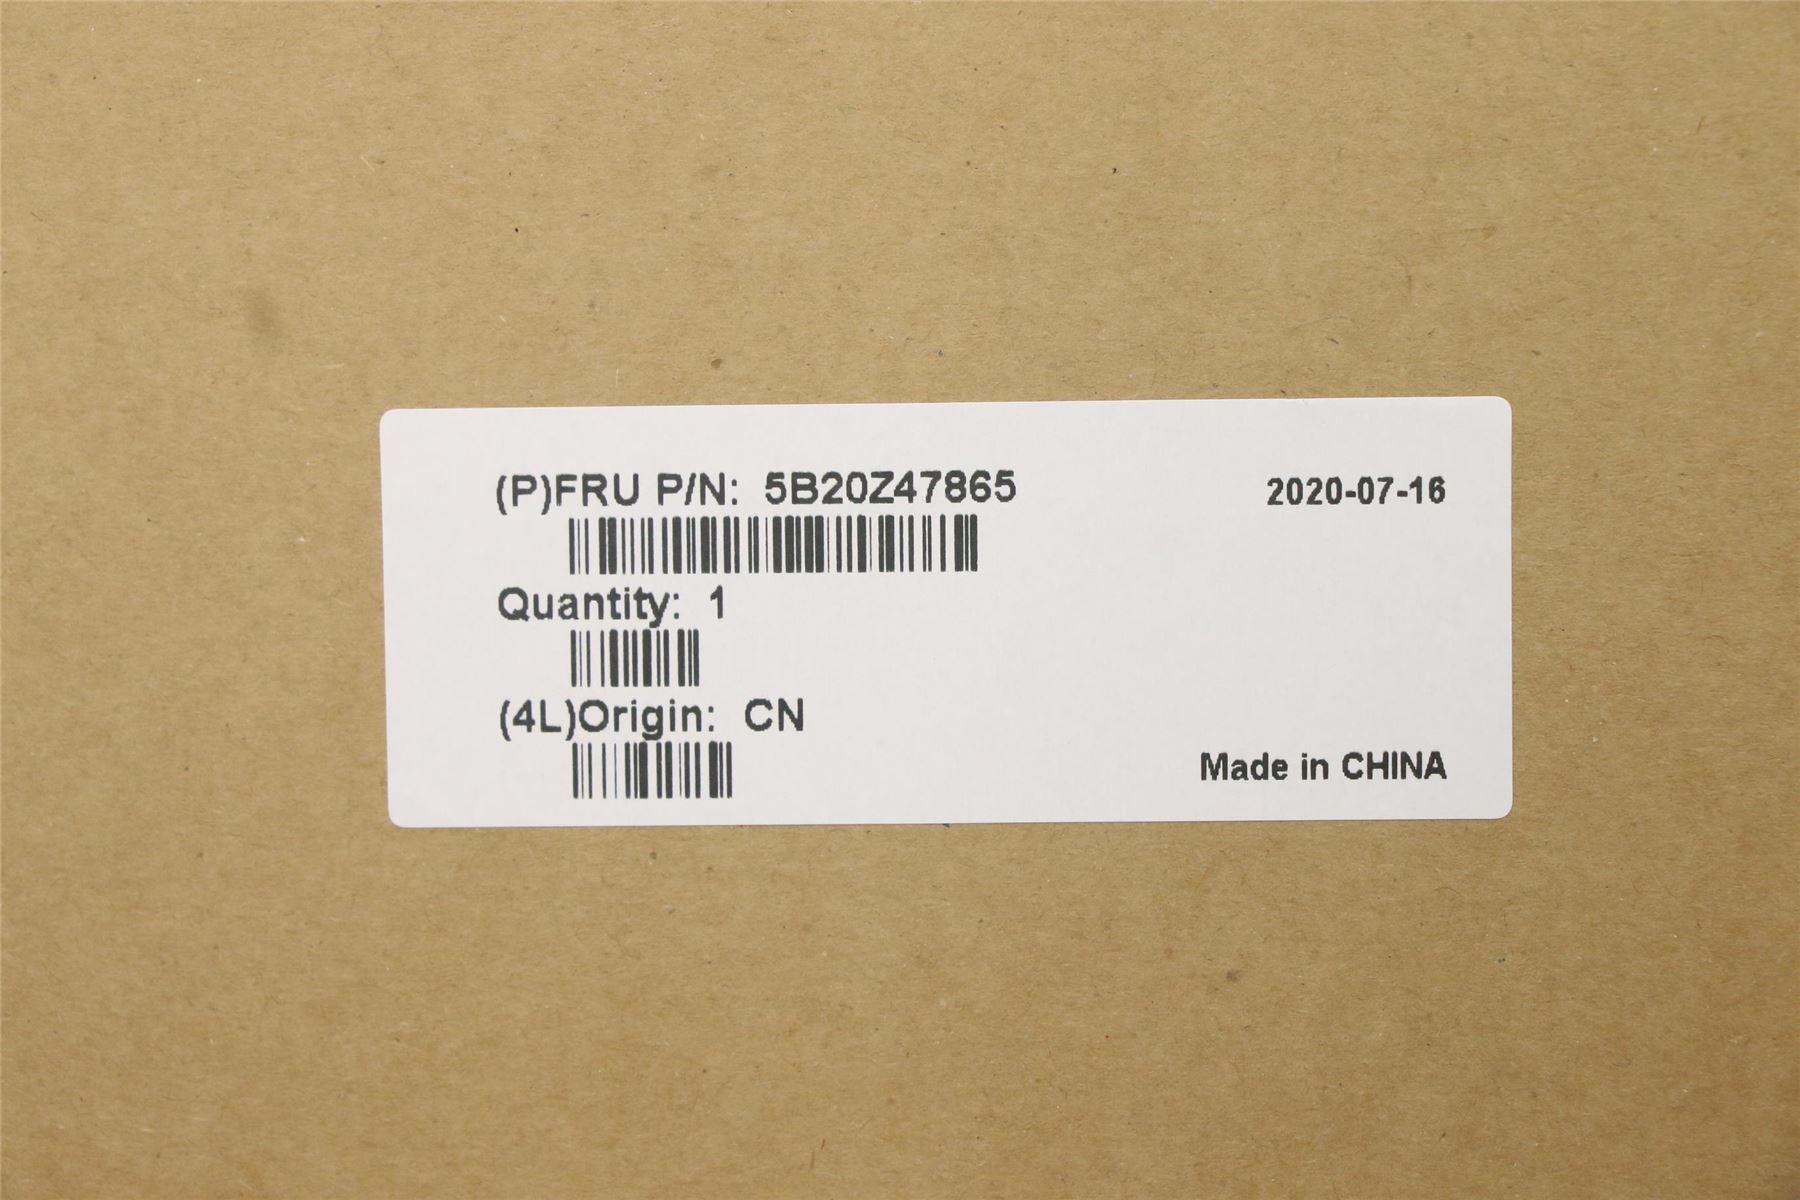 (P)FRU P/N: 5B20Z47865 2020-07-16
Quantity: 1
(4L)Origin: CN
Made in CHINA